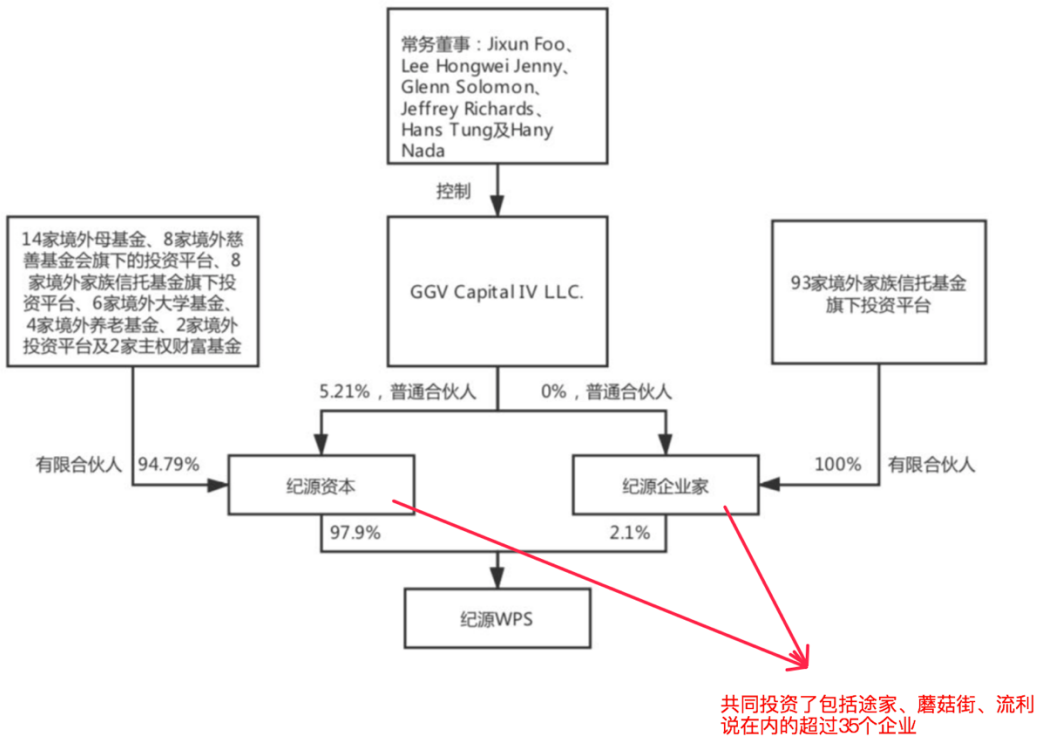 常务董事：Jixun Foo、
Lee Hongwei Jenny、
Glenn Solomon、
Jeffrey Richards、
Hans Tung及Hany
Nada
控制
14家境外母基金、8家境外慈
善基金会旗下的投资平台、8
家境外家族信托基金旗下投
资平台、6家境外大学基金、
4家境外养老基金、2家境外
投资平台及2家主权财富基金
GGV Capital IV LLC.
93家境外家族信托基金
旗下投资平台
5.21%，普通合伙人
0%，普通合伙人
有限合伙人
94.79%
100%
有限合伙人
纪源资本
纪源企业家
97.9%
2.1%
纪源WPS
共同投资了包括途家、蘑菇街、流利
说在内的超过35个企业